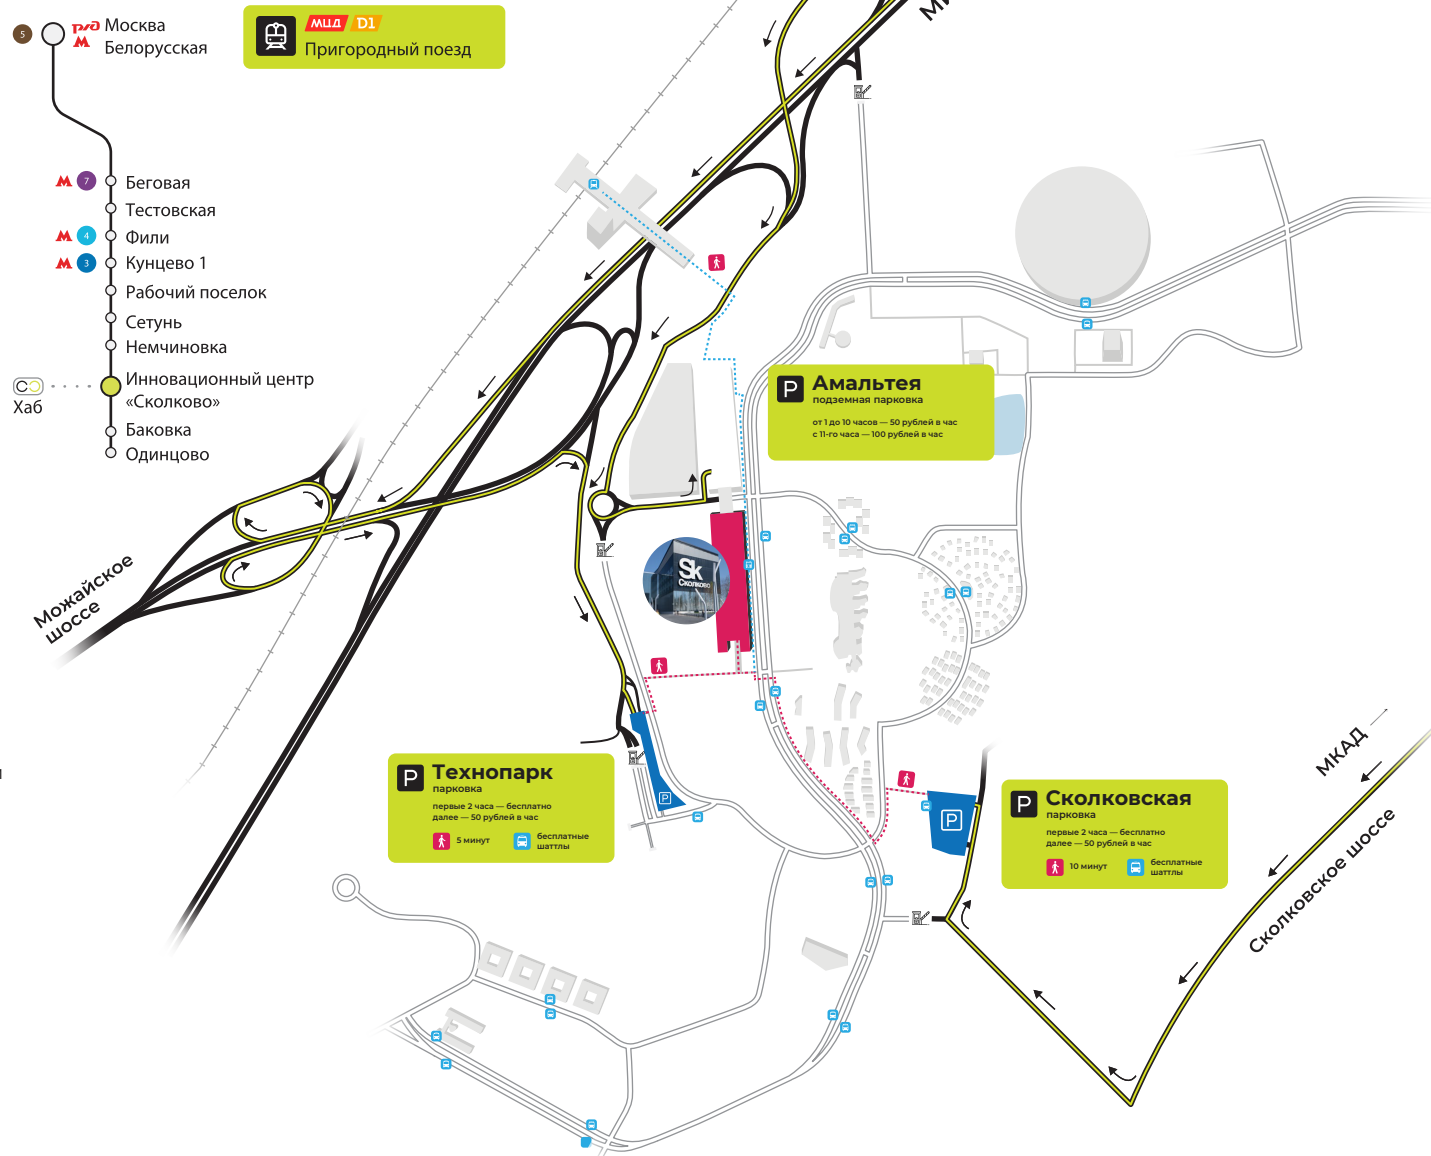 5
Москва
Белорусская
МЦД D1
Пригородный поезд
7
Беговая
Тестовская
4
Фили
3
Кунцево 1
Рабочий поселок
Сетунь
Немчиновка
Инновационный центр
«Сколково»
Хаб
Баковка
Одинцово
P
Амальтея
подземная парковка
от 1 до 10 часов — 50 рублей в час
с 11-го часа — 100 рублей в час
Можайское
шоссе
Sk
Сколково
P
Технопарк
парковка
первые 2 часа — бесплатно
далее — 50 рублей в час
5 минут
бесплатные
шаттлы
P
P
P
Сколковская
парковка
первые 2 часа — бесплатно
далее — 50 рублей в час
10 минут
бесплатные
шаттлы
МКАД
Сколковское шоссе